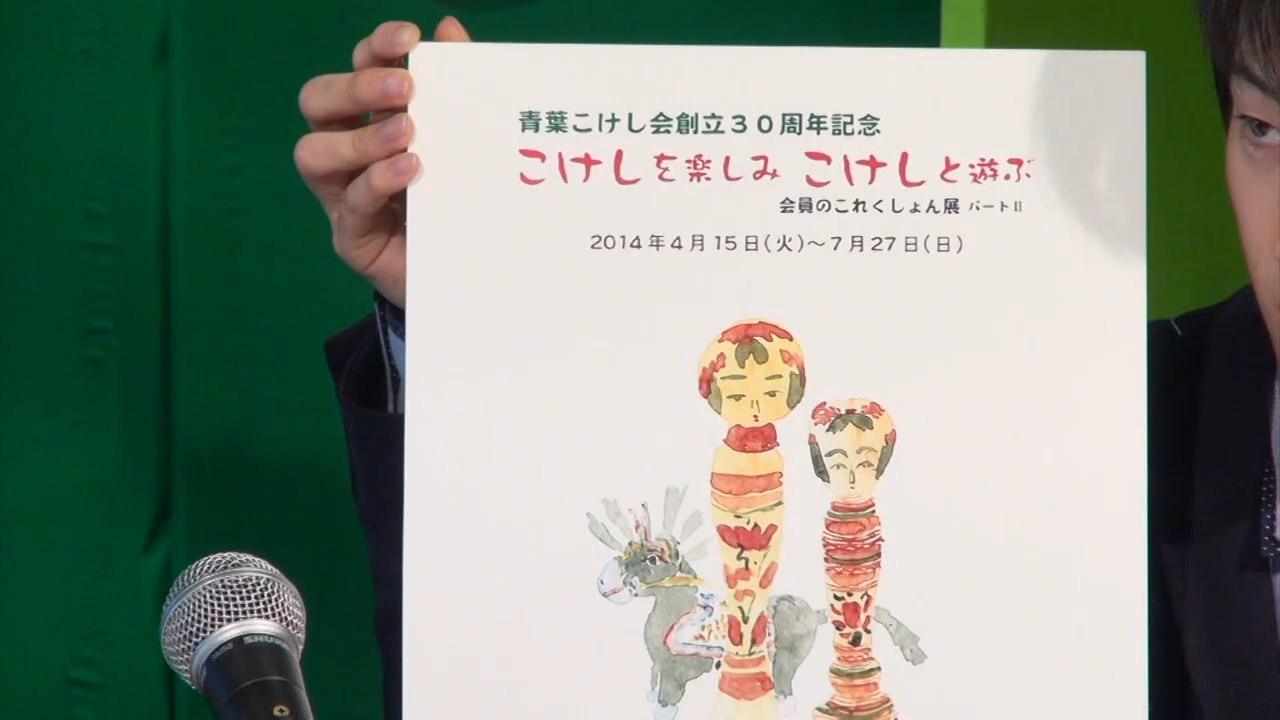 青葉こけし会創立30周年記念
こけしを楽しみ こけしと遊ぶ
会員のこれくしょん展 パートⅡ
2014年4月15日(火)～7月27日(日)
SHURE